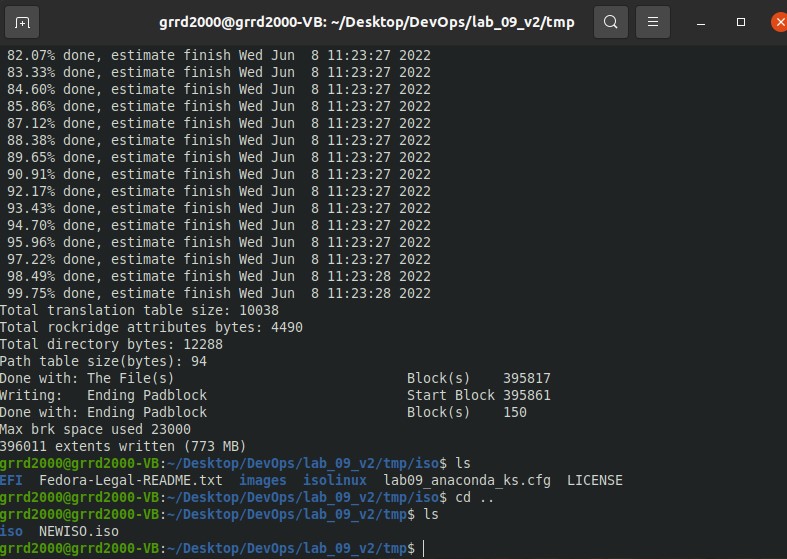 grrd2000@grrd2000-VB: ~/Desktop/DevOps/lab_09_v2/tmp
82.07% done, estimate finish Wed Jun  8 11:23:27 2022
83.33% done, estimate finish Wed Jun  8 11:23:27 2022
84.60% done, estimate finish Wed Jun  8 11:23:27 2022
85.86% done, estimate finish Wed Jun  8 11:23:27 2022
87.12% done, estimate finish Wed Jun  8 11:23:27 2022
88.38% done, estimate finish Wed Jun  8 11:23:27 2022
89.65% done, estimate finish Wed Jun  8 11:23:27 2022
90.91% done, estimate finish Wed Jun  8 11:23:27 2022
92.17% done, estimate finish Wed Jun  8 11:23:27 2022
93.43% done, estimate finish Wed Jun  8 11:23:27 2022
94.70% done, estimate finish Wed Jun  8 11:23:27 2022
95.96% done, estimate finish Wed Jun  8 11:23:27 2022
97.22% done, estimate finish Wed Jun  8 11:23:27 2022
98.49% done, estimate finish Wed Jun  8 11:23:28 2022
99.75% done, estimate finish Wed Jun  8 11:23:28 2022
Total translation table size: 10038
Total rockridge attributes bytes: 4490
Total directory bytes: 12288
Path table size(bytes): 94
Done with: The File(s)                             Block(s)    395817
Writing:   Ending Padblock                         Start Block 395861
Done with: Ending Padblock                         Block(s)    150
Max brk space used 23000
396011 extents written (773 MB)
grrd2000@grrd2000-VB:~/Desktop/DevOps/lab_09_v2/tmp/iso$ ls
EFI  Fedora-Legal-README.txt  images  isolinux  lab09_anaconda_ks.cfg  LICENSE
grrd2000@grrd2000-VB:~/Desktop/DevOps/lab_09_v2/tmp/iso$ cd ..
grrd2000@grrd2000-VB:~/Desktop/DevOps/lab_09_v2/tmp$ ls
iso  NEWISO.iso
grrd2000@grrd2000-VB:~/Desktop/DevOps/lab_09_v2/tmp$